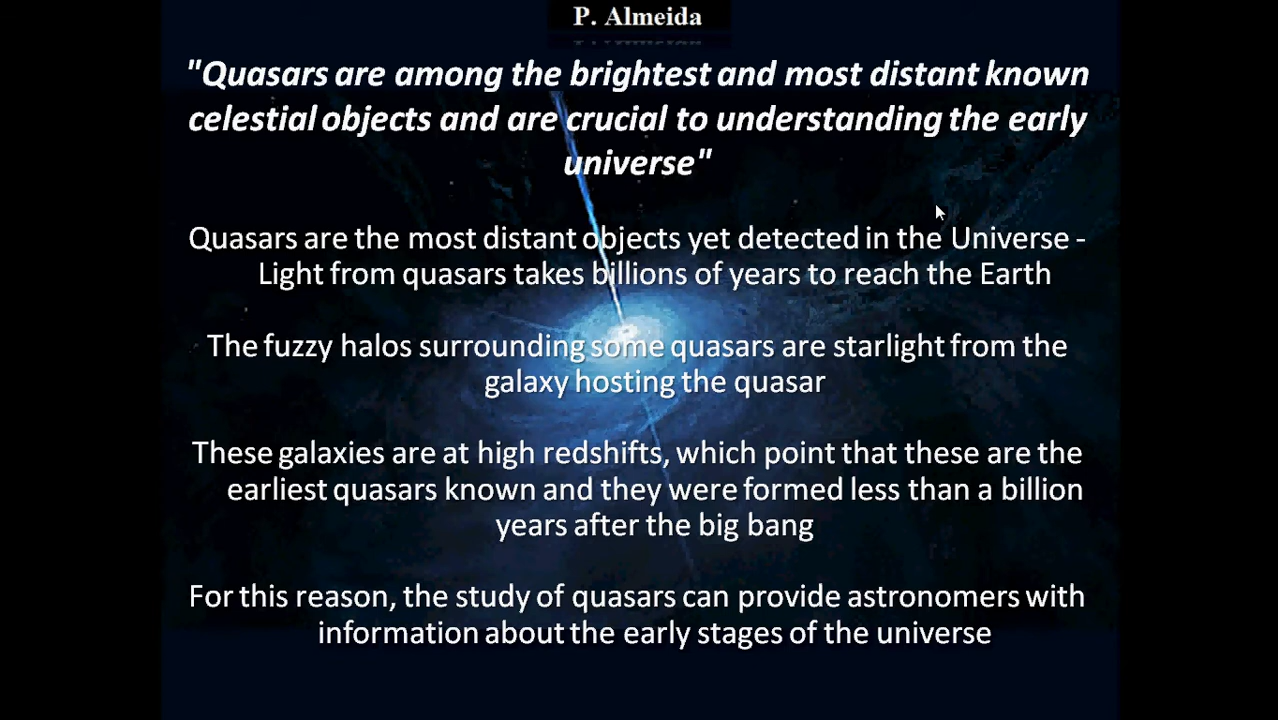 P. Almeida
"Quasars are among the brightest and most distant known
celestial objects and are crucial to understanding the early
universe"
Quasars are the most distant objects yet detected in the Universe -
Light from quasars takes billions of years to reach the Earth
The fuzzy halos surrounding some quasars are starlight from the
galaxy hosting the quasar
These galaxies are at high redshifts, which point that these are the
earliest quasars known and they were formed less than a billion
years after the big bang
For this reason, the study of quasars can provide astronomers with
information about the early stages of the universe